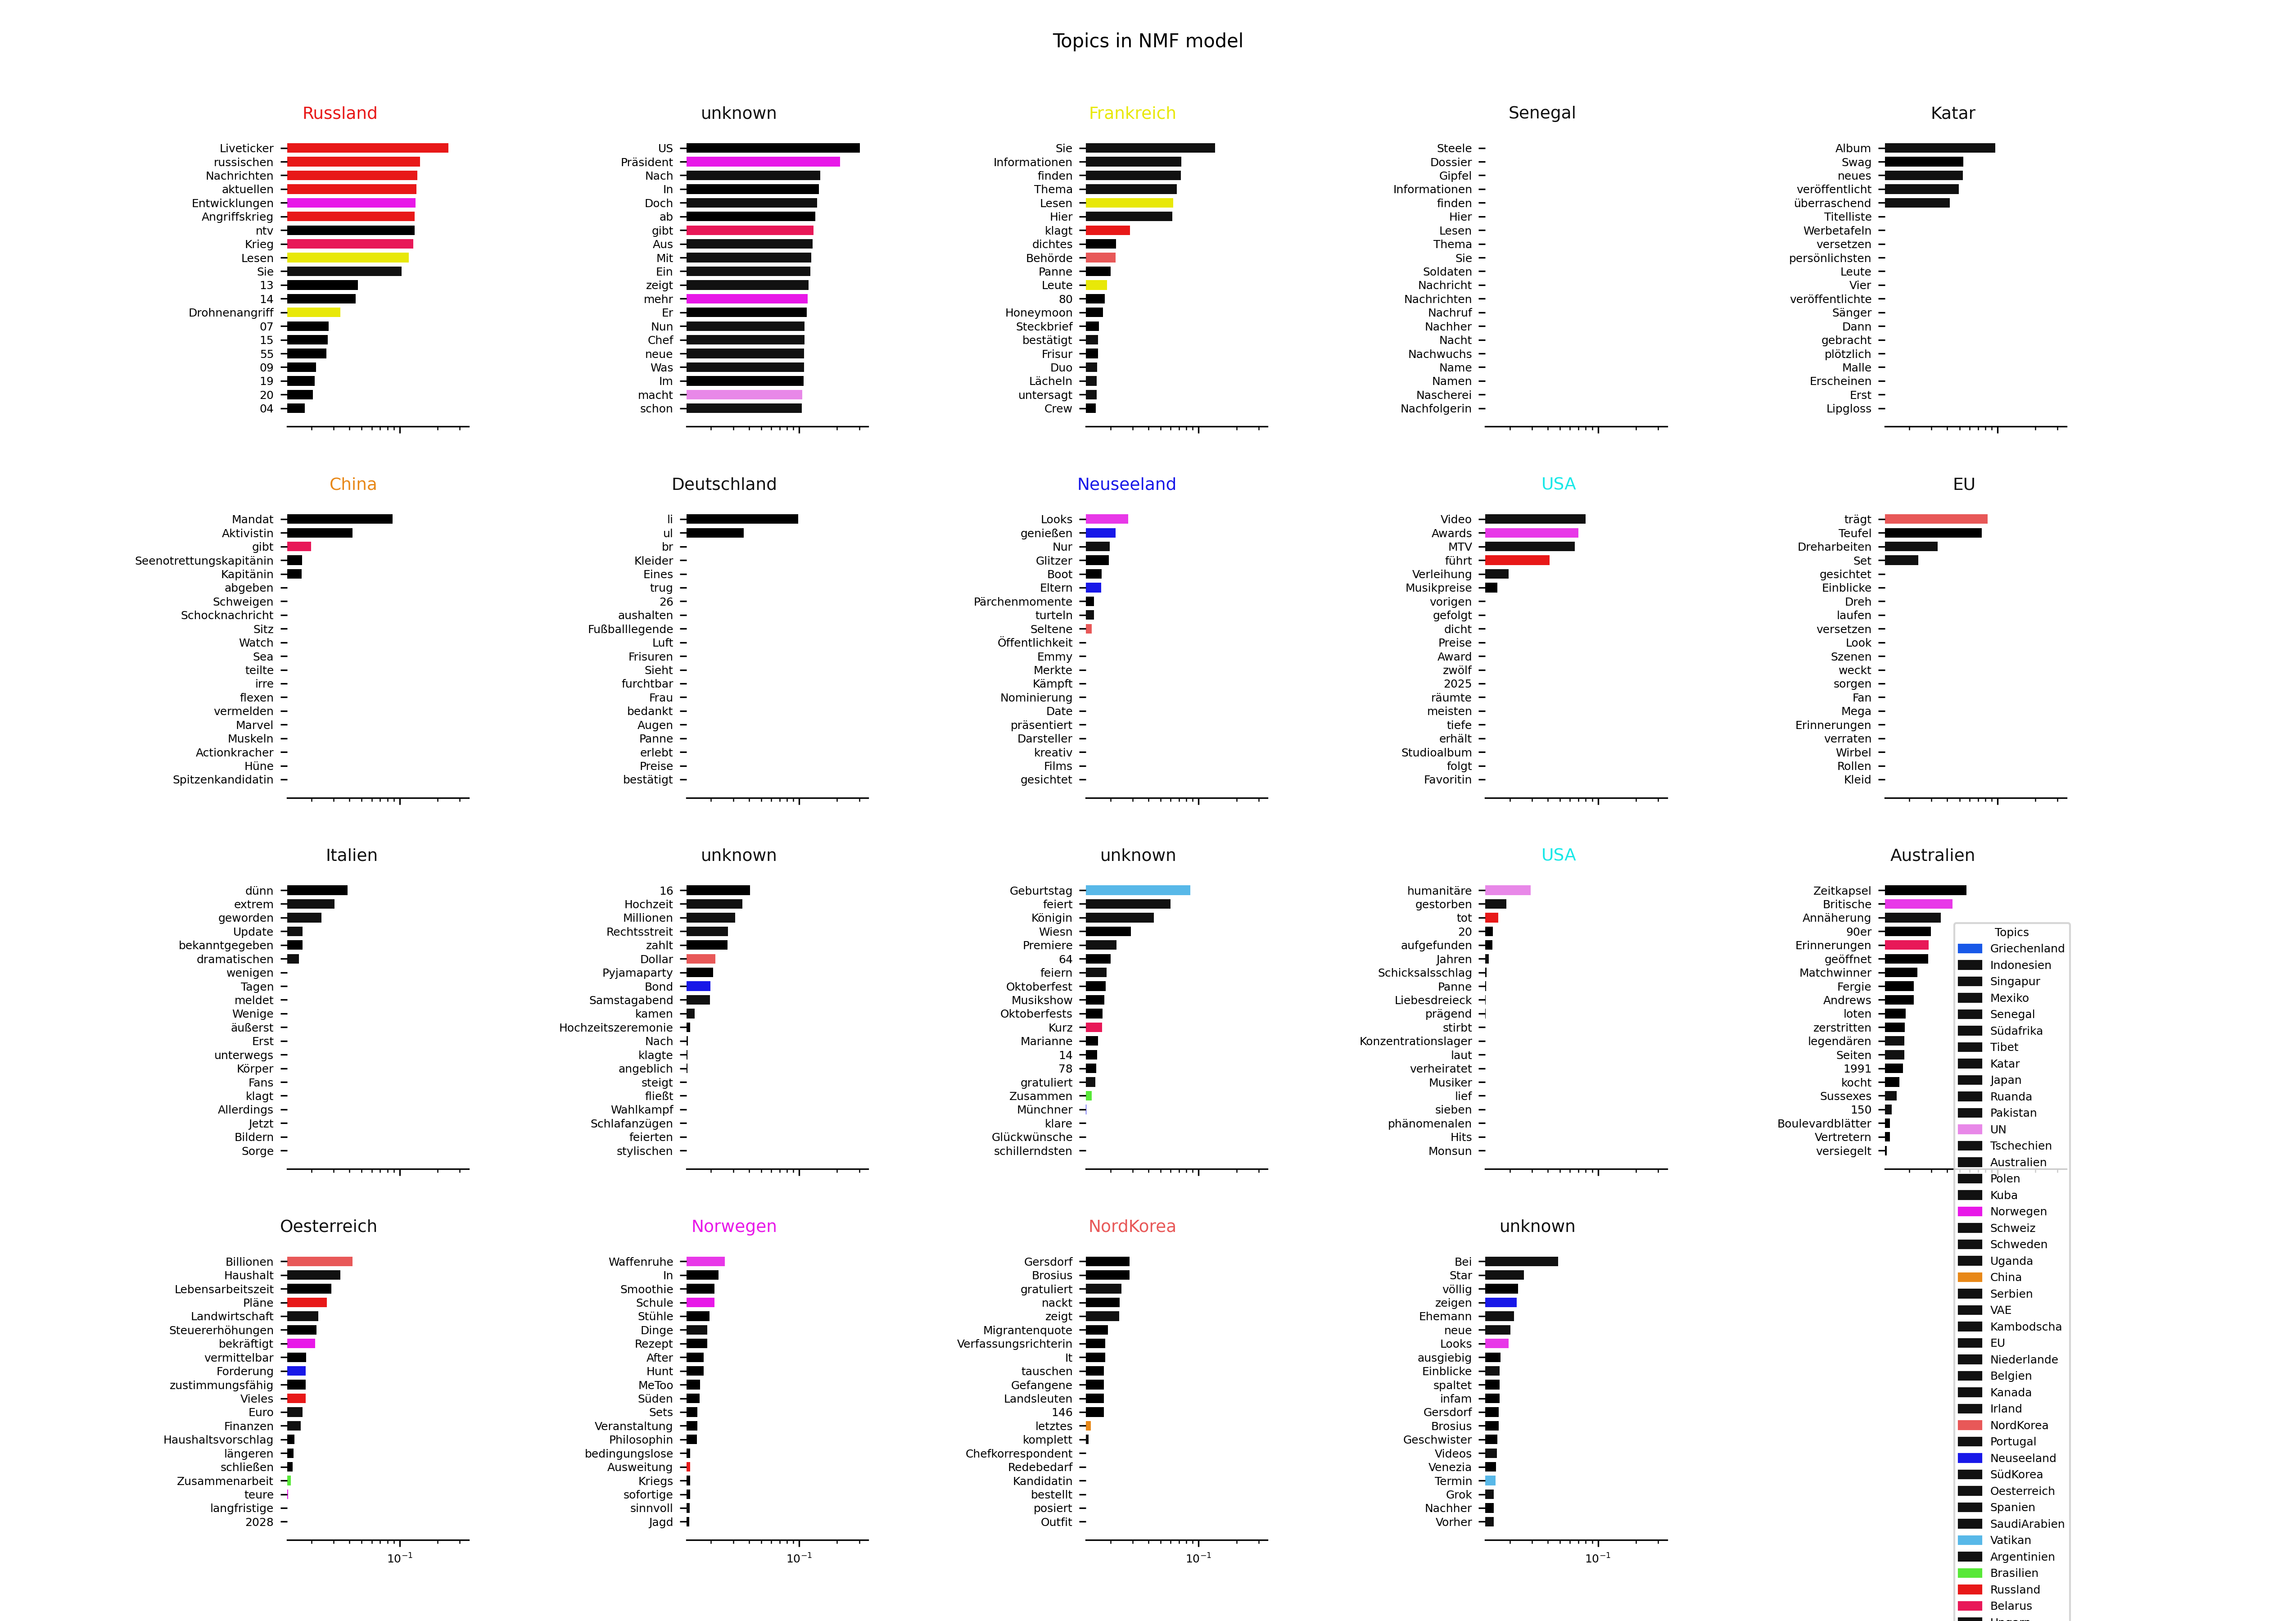 Topics in NMF model
Russland
Liveticker
russischen
Nachrichten
aktuellen
Entwicklungen
Angriffskrieg
ntv
Krieg
Lesen
Sie
13
14
Drohnenangriff
07
15
55
09
19
20
04
unknown
US
Präsident
Nach
In
Doch
ab
gibt
Aus
Mit
Ein
zeigt
mehr
Er
Nun
Chef
neue
Was
Im
macht
schon
Frankreich
Sie
Informationen
finden
Thema
Lesen
Hier
klagt
dichtes
Behörde
Panne
Leute
80
Honeymoon
Steckbrief
bestätigt
Frisur
Duo
Lächeln
untersagt
Crew
Senegal
Steele
Dossier
Gipfel
Informationen
finden
Hier
Lesen
Thema
Sie
Soldaten
Nachricht
Nachrichten
Nachruf
Nachher
Nacht
Nachwuchs
Name
Namen
Nascherei
Nachfolgerin
Katar
Album
Swag
neues
veröffentlicht
überraschend
Titelliste
Werbetafeln
versetzen
persönlichsten
Leute
Vier
veröffentlichte
Sänger
Dann
gebracht
plötzlich
Malle
Erscheinen
Erst
Lipgloss
China
Mandat
Aktivistin
gibt
Seenotrettungskapitänin
Kapitänin
abgeben
Schweigen
Schocknachricht
Sitz
Watch
Sea
teilte
irre
flexen
vermelden
Marvel
Muskeln
Actionkracher
Hüne
Spitzenkandidatin
Deutschland
li
ul
br
Kleider
Eines
trug
26
aushalten
Fußballlegende
Luft
Frisuren
Sieht
furchtbar
Frau
bedankt
Augen
Panne
erlebt
Preise
bestätigt
Neuseeland
Looks
genießen
Nur
Glitzer
Boot
Eltern
Pärchenmomente
turteln
Seltene
Öffentlichkeit
Emmy
Merkte
Kämpft
Nominierung
Date
präsentiert
Darsteller
kreativ
Films
gesichtet
USA
Video
Awards
MTV
führt
Verleihung
Musikpreise
vorigen
gefolgt
dicht
Preise
Award
zwölf
2025
räumte
meisten
tiefe
erhält
Studioalbum
folgt
Favoritin
EU
trägt
Teufel
Dreharbeiten
Set
gesichtet
Einblicke
Dreh
laufen
versetzen
Look
Szenen
weckt
sorgen
Fan
Mega
Erinnerungen
verraten
Wirbel
Rollen
Kleid
Italien
dünn
extrem
geworden
Update
bekanntgegeben
dramatischen
wenigen
Tagen
meldet
Wenige
äußerst
Erst
unterwegs
Körper
Fans
klagt
Allerdings
Jetzt
Bildern
Sorge
unknown
16
Hochzeit
Millionen
Rechtsstreit
zahlt
Dollar
Pyjamaparty
Bond
Samstagabend
kamen
Hochzeitszeremonie
Nach
klagte
angeblich
steigt
fließt
Wahlkampf
Schlafanzügen
feierten
stylischen
unknown
Geburtstag
feiert
Königin
Wiesn
Premiere
64
feiern
Oktoberfest
Musikshow
Oktoberfests
Kurz
Marianne
14
78
gratuliert
Zusammen
Münchner
klare
Glückwünsche
schillerndsten
USA
humanitäre
gestorben
tot
20
aufgefunden
Jahren
Schicksalsschlag
Panne
Liebesdreieck
prägend
stirbt
Konzentrationslager
laut
verheiratet
Musiker
lief
sieben
phänomenalen
Hits
Monsun
Australien
Zeitkapsel
Britische
Annäherung
90er
Erinnerungen
geöffnet
Matchwinner
Fergie
Andrews
loten
zerstritten
legendären
Seiten
1991
kocht
Sussexes
150
Boulevardblätter
Vertretern
versiegelt
Oesterreich
Billionen
Haushalt
Lebensarbeitszeit
Pläne
Landwirtschaft
Steuererhöhungen
bekräftigt
vermittelbar
Forderung
zustimmungsfähig
Vieles
Euro
Finanzen
Haushaltsvorschlag
längeren
schließen
Zusammenarbeit
teure
langfristige
2028
10⁻¹
Norwegen
Waffenruhe
In
Smoothie
Schule
Stühle
Dinge
Rezept
After
Hunt
MeToo
Süden
Sets
Veranstaltung
Philosophin
bedingungslose
Ausweitung
Kriegs
sofortige
sinnvoll
Jagd
10⁻¹
NordKorea
Gersdorf
Brosius
gratuliert
nackt
zeigt
Migrantenquote
Verfassungsrichterin
It
tauschen
Gefangene
Landsleuten
146
letztes
komplett
Chefkorrespondent
Redebedarf
Kandidatin
bestellt
posiert
Outfit
10⁻¹
unknown
Bei
Star
völlig
zeigen
Ehemann
neue
Looks
ausgiebig
Einblicke
spaltet
infam
Gersdorf
Brosius
Geschwister
Videos
Venezia
Termin
Grok
Nachher
Vorher
10⁻¹
Topics
Griechenland
Indonesien
Singapur
Mexiko
Senegal
Südafrika
Tibet
Katar
Japan
Ruanda
Pakistan
UN
Tschechien
Australien
Polen
Kuba
Norwegen
Schweiz
Schweden
Uganda
China
Serbien
VAE
Kambodscha
EU
Niederlande
Belgien
Kanada
Irland
NordKorea
Portugal
Neuseeland
SüdKorea
Oesterreich
Spanien
SaudiArabien
Vatikan
Argentinien
Brasilien
Russland
Belarus